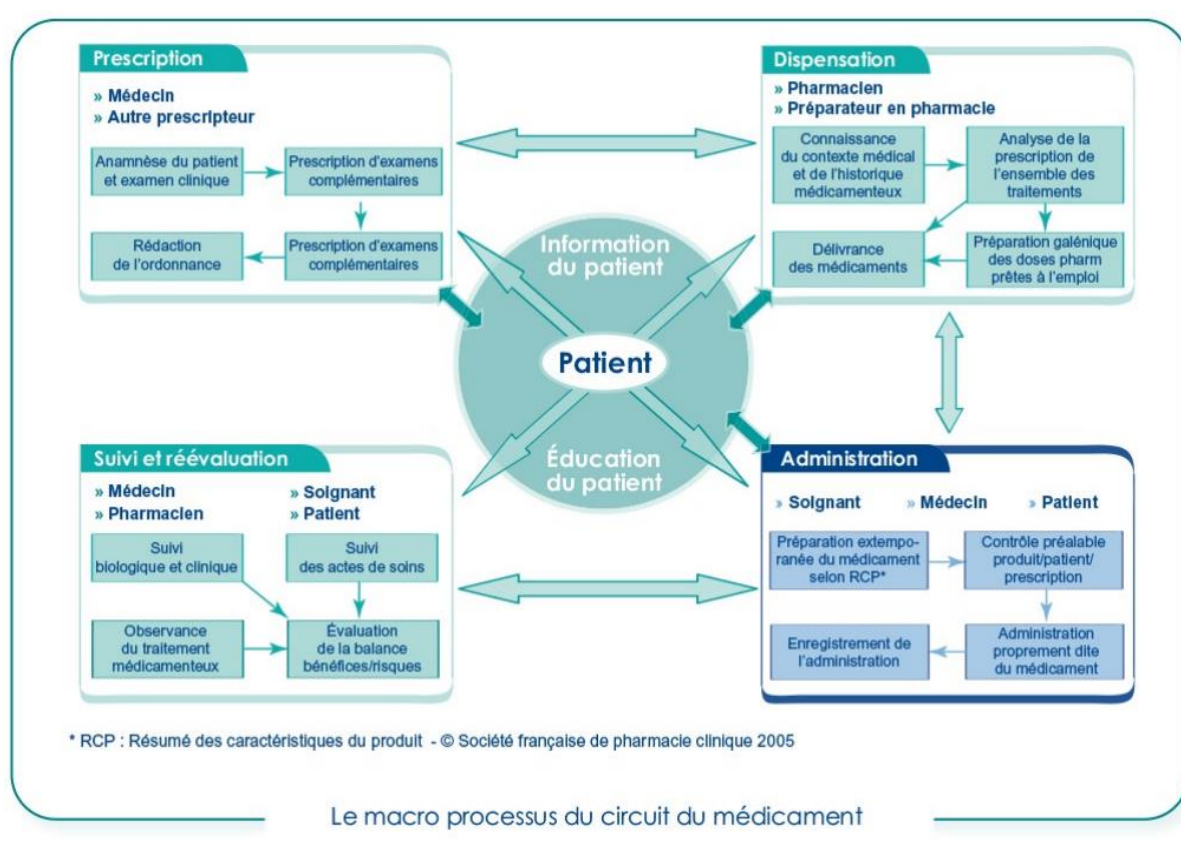 Prescription
» Médecin
» Autre prescripteur
Anamnèse du patient
et examen clinique
Prescription d'examens
complémentaires
Rédaction
de l'ordonnance
Prescription d'examens
complémentaires
Dispensation
» Pharmacien
» Préparateur en pharmacie
Connaissance
du contexte médical
et de l'historique
médicamenteux
Analyse de la
prescription de
l'ensemble des
traitements
Délivrance
des médicaments
Préparation galénique
des doses pharm
prêtes à l'emploi
Information
du patient
Patient
Éducation
du patient
Suivi et réévaluation
» Médecin
» Pharmacien
» Soignant
» Patient
Suivi
biologique et clinique
Suivi
des actes de soins
Observance
du traitement
médicamenteux
Évaluation
de la balance
bénéfices/risques
Administration
» Soignant » Médecin » Patient
Préparation extempo-
ranée du médicament
selon RCP*
Contrôle préalable
produit/patient/
prescription
Enregistrement de
l'administration
Administration
proprement dite
du médicament
* RCP : Résumé des caractéristiques du produit - © Société française de pharmacie clinique 2005
Le macro processus du circuit du médicament